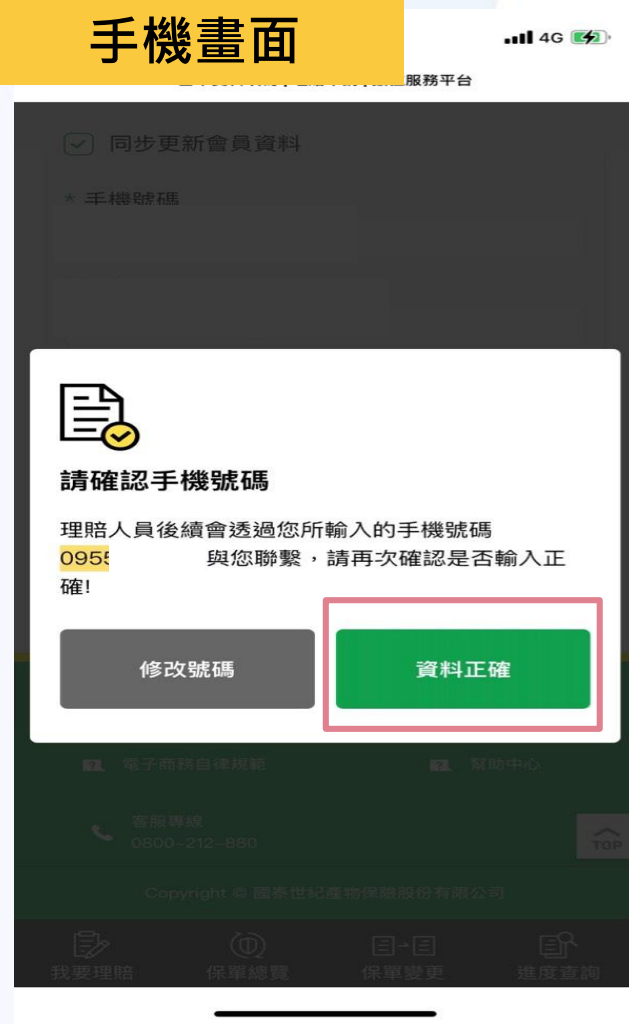 手機畫面
4G
服務平台
同步更新會員資料
* 手機號碼
請確認手機號碼
理賠人員後續會透過您所輸入的手機號碼
0955 與您聯繫,請再次確認是否輸入正
確!
修改號碼
資料正確
電子商務自律規範
幫助中心
客服專線
0800-212-880
TOP
Copyright © 國泰世紀產物保險股份有限公司
我要理賠
保單總覽
保單變更
進度查詢